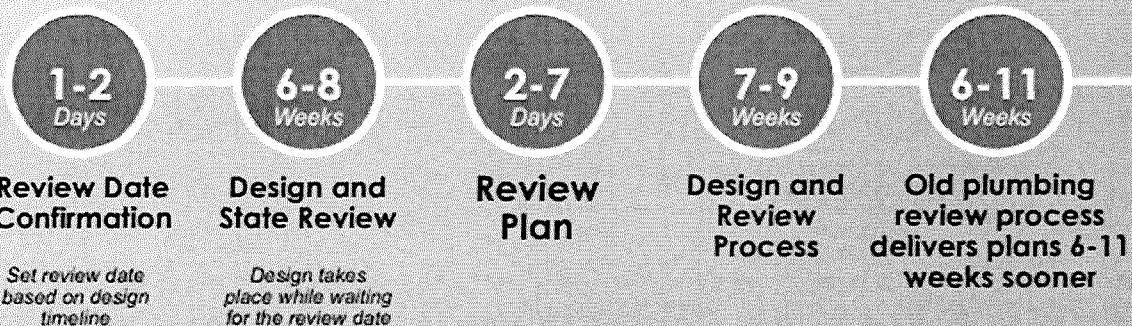 1-2
Days
Review Date
Confirmation
Set review date
based on design
timeline
6-8
Weeks
Design and
State Review
Design takes
place while waiting
for the review date
2-7
Days
Review
Plan
7-9
Weeks
Design and
Review
Process
6-11
Weeks
Old plumbing
review process
delivers plans 6-11
weeks sooner